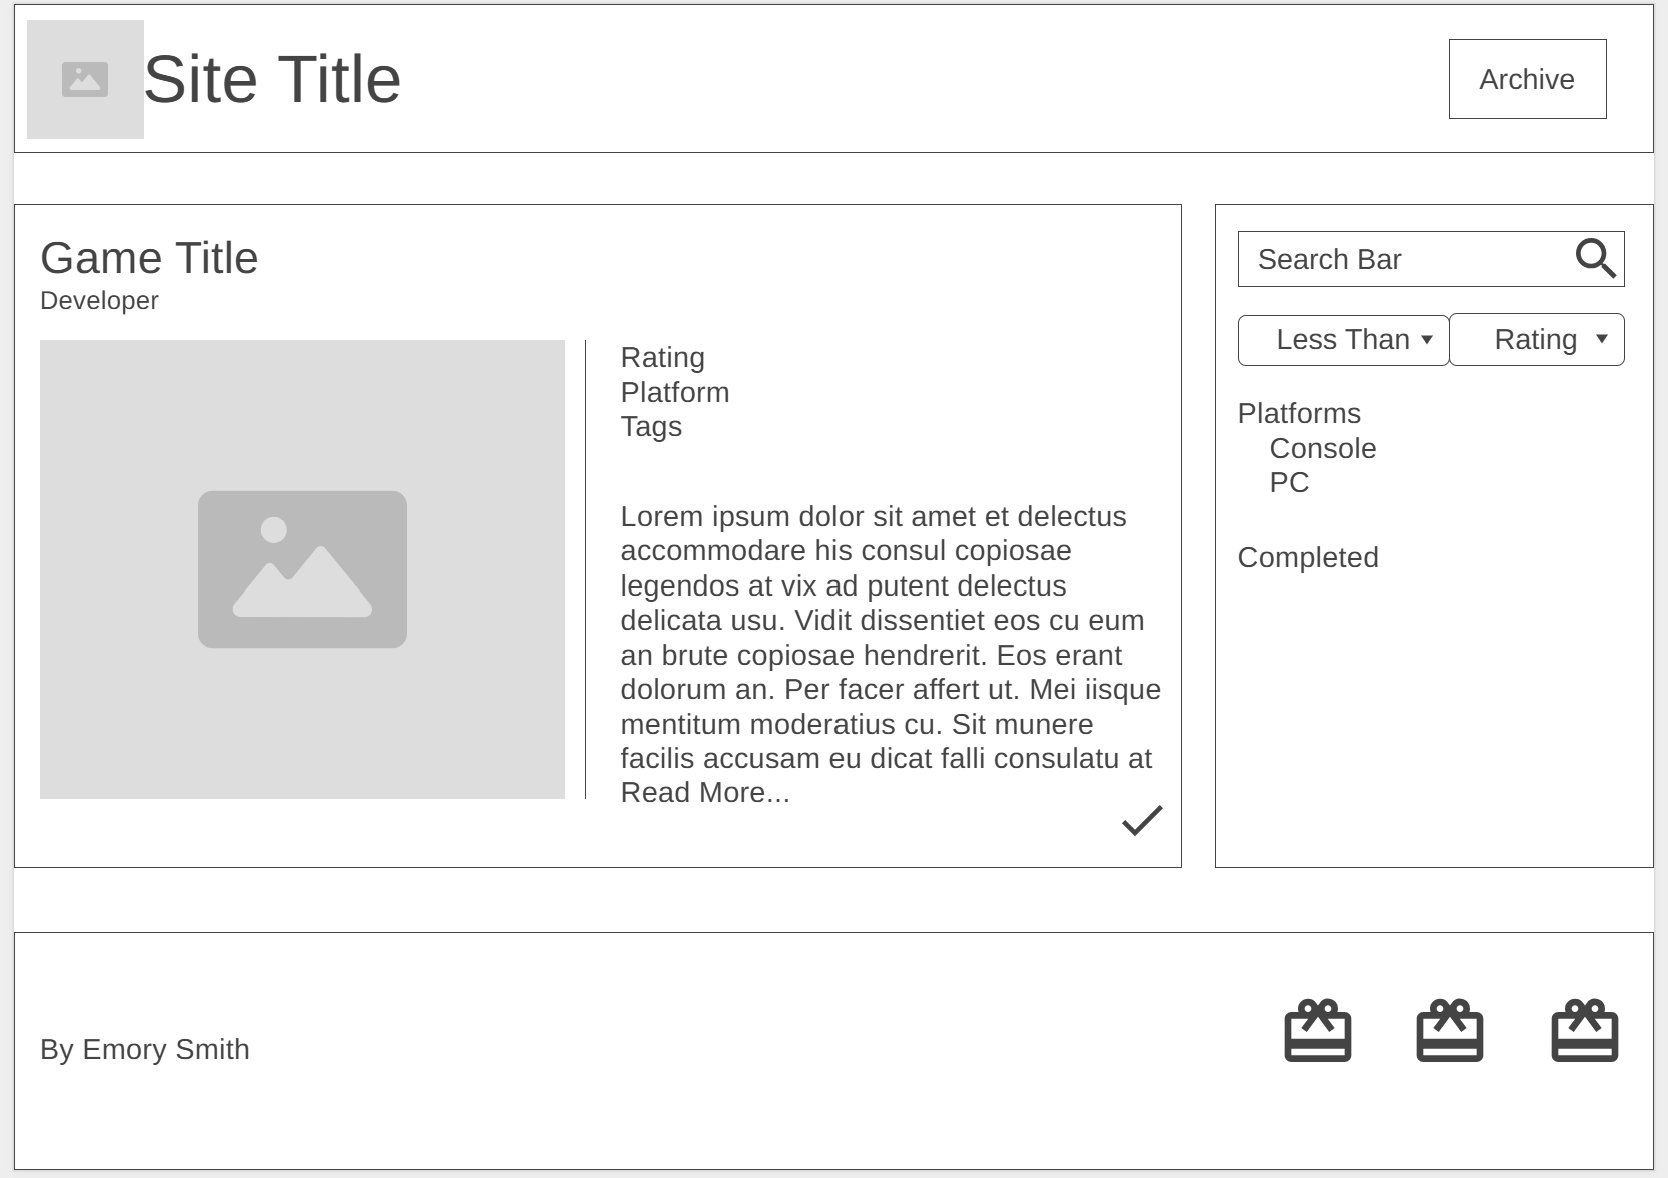 Site Title
Archive
Game Title
Developer
Rating
Platform
Tags
Lorem ipsum dolor sit amet et delectus
accommodare his consul copiosae
legendos at vix ad putent delectus
delicata usu. Vidit dissentiet eos cu eum
an brute copiosae hendrerit. Eos erant
dolorum an. Per facer affert ut. Mei iisque
mentitum moderatius cu. Sit munere
facilis accusam eu dicat falli consulatu at
Read More...
Search Bar
Less Than
Rating
Platforms
Console
PC
Completed
By Emory Smith